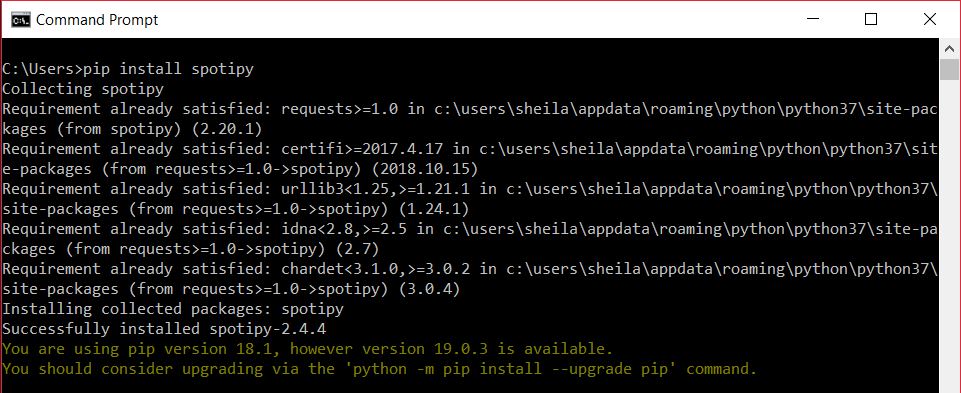 Command Prompt
C:\Users>pip install spotipy
Collecting spotipy
Requirement already satisfied: requests>=1.0 in c:\users\sheila\appdata\roaming\python\python37\site-pac
kages (from spotipy) (2.20.1)
Requirement already satisfied: certifi>=2017.4.17 in c:\users\sheila\appdata\roaming\python\python37\sit
e-packages (from requests>=1.0->spotipy) (2018.10.15)
Requirement already satisfied: urllib3<1.25,>=1.21.1 in c:\users\sheila\appdata\roaming\python\python37\
site-packages (from requests>=1.0->spotipy) (1.24.1)
Requirement already satisfied: idna<2.8,>=2.5 in c:\users\sheila\appdata\roaming\python\python37\site-pa
ckages (from requests>=1.0->spotipy) (2.7)
Requirement already satisfied: chardet<3.1.0,>=3.0.2 in c:\users\sheila\appdata\roaming\python\python37\
site-packages (from requests>=1.0->spotipy) (3.0.4)
Installing collected packages: spotipy
Successfully installed spotipy-2.4.4
You are using pip version 18.1, however version 19.0.3 is available.
You should consider upgrading via the 'python -m pip install --upgrade pip' command.